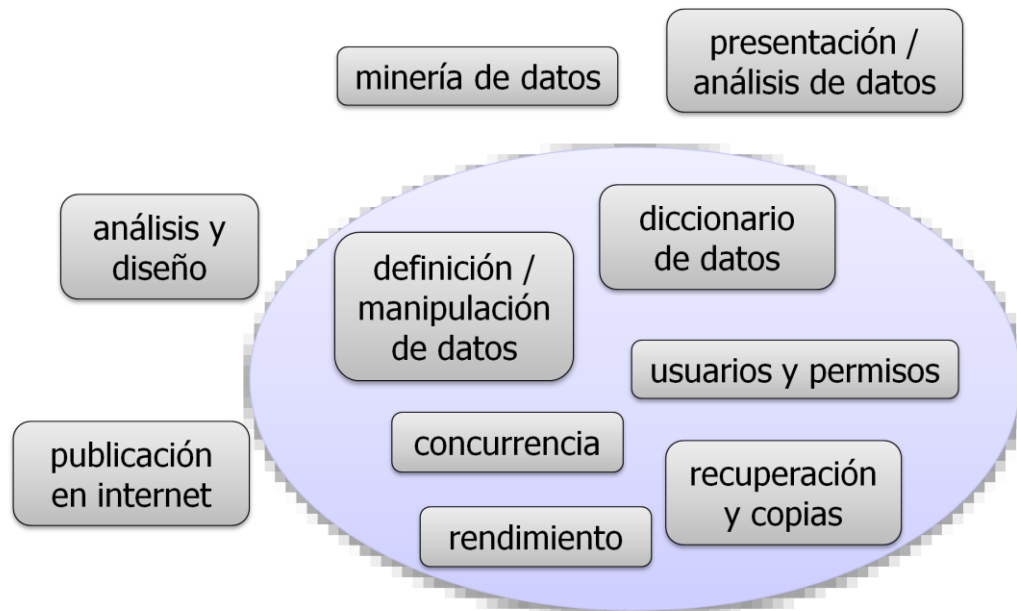 minería de datos
presentación /
análisis de datos
análisis y
diseño
definición /
manipulación
de datos
diccionario
de datos
usuarios y permisos
publicación
en internet
concurrencia
recuperación
y copias
rendimiento